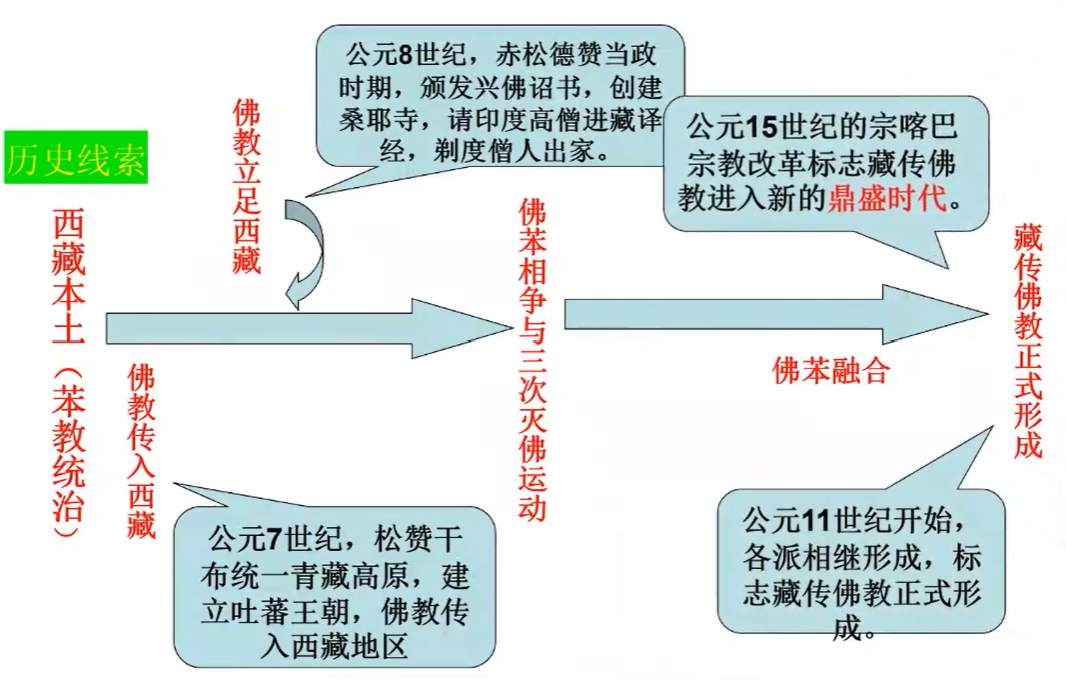 历史线索
西藏本土（苯教统治）
佛教传入西藏
公元7世纪，松赞干
布统一青藏高原，建
立吐蕃王朝，佛教传
入西藏地区
佛教立足西藏
公元8世纪，赤松德赞当政
时期，颁发兴佛诏书，创建
桑耶寺，请印度高僧进藏译
经，剃度僧人出家。
佛苯相争与三次灭佛运动
公元15世纪的宗喀巴
宗教改革标志藏传佛
教进入新的鼎盛时代。
佛苯融合
藏传佛教正式形成
公元11世纪开始，
各派相继形成，标
志藏传佛教正式形
成。